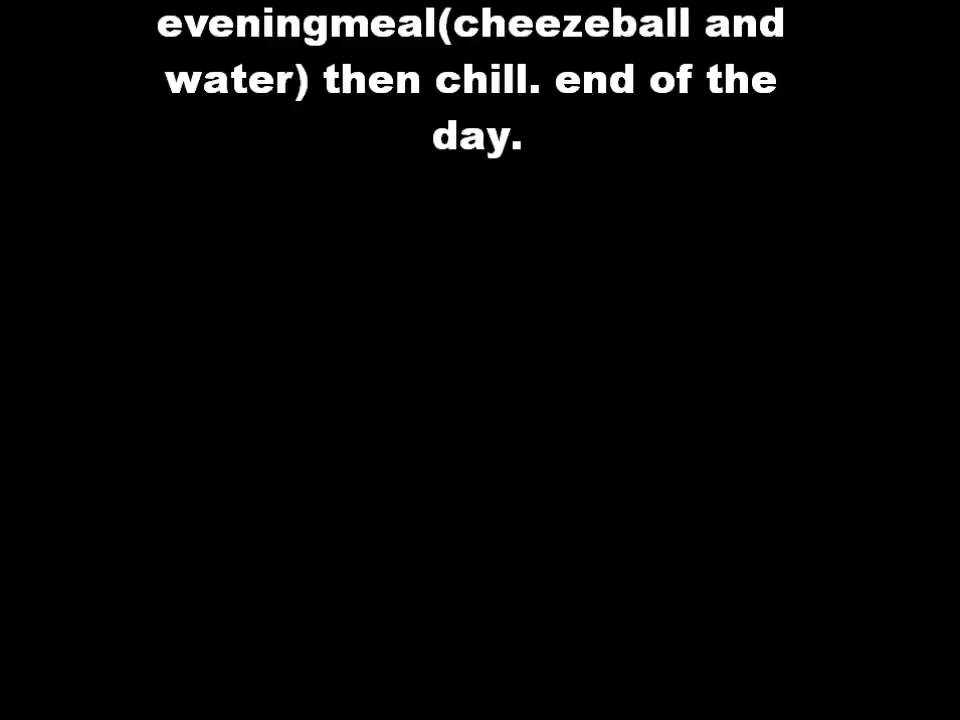 eveningmeal(cheezeball and
water) then chill. end of the
day.